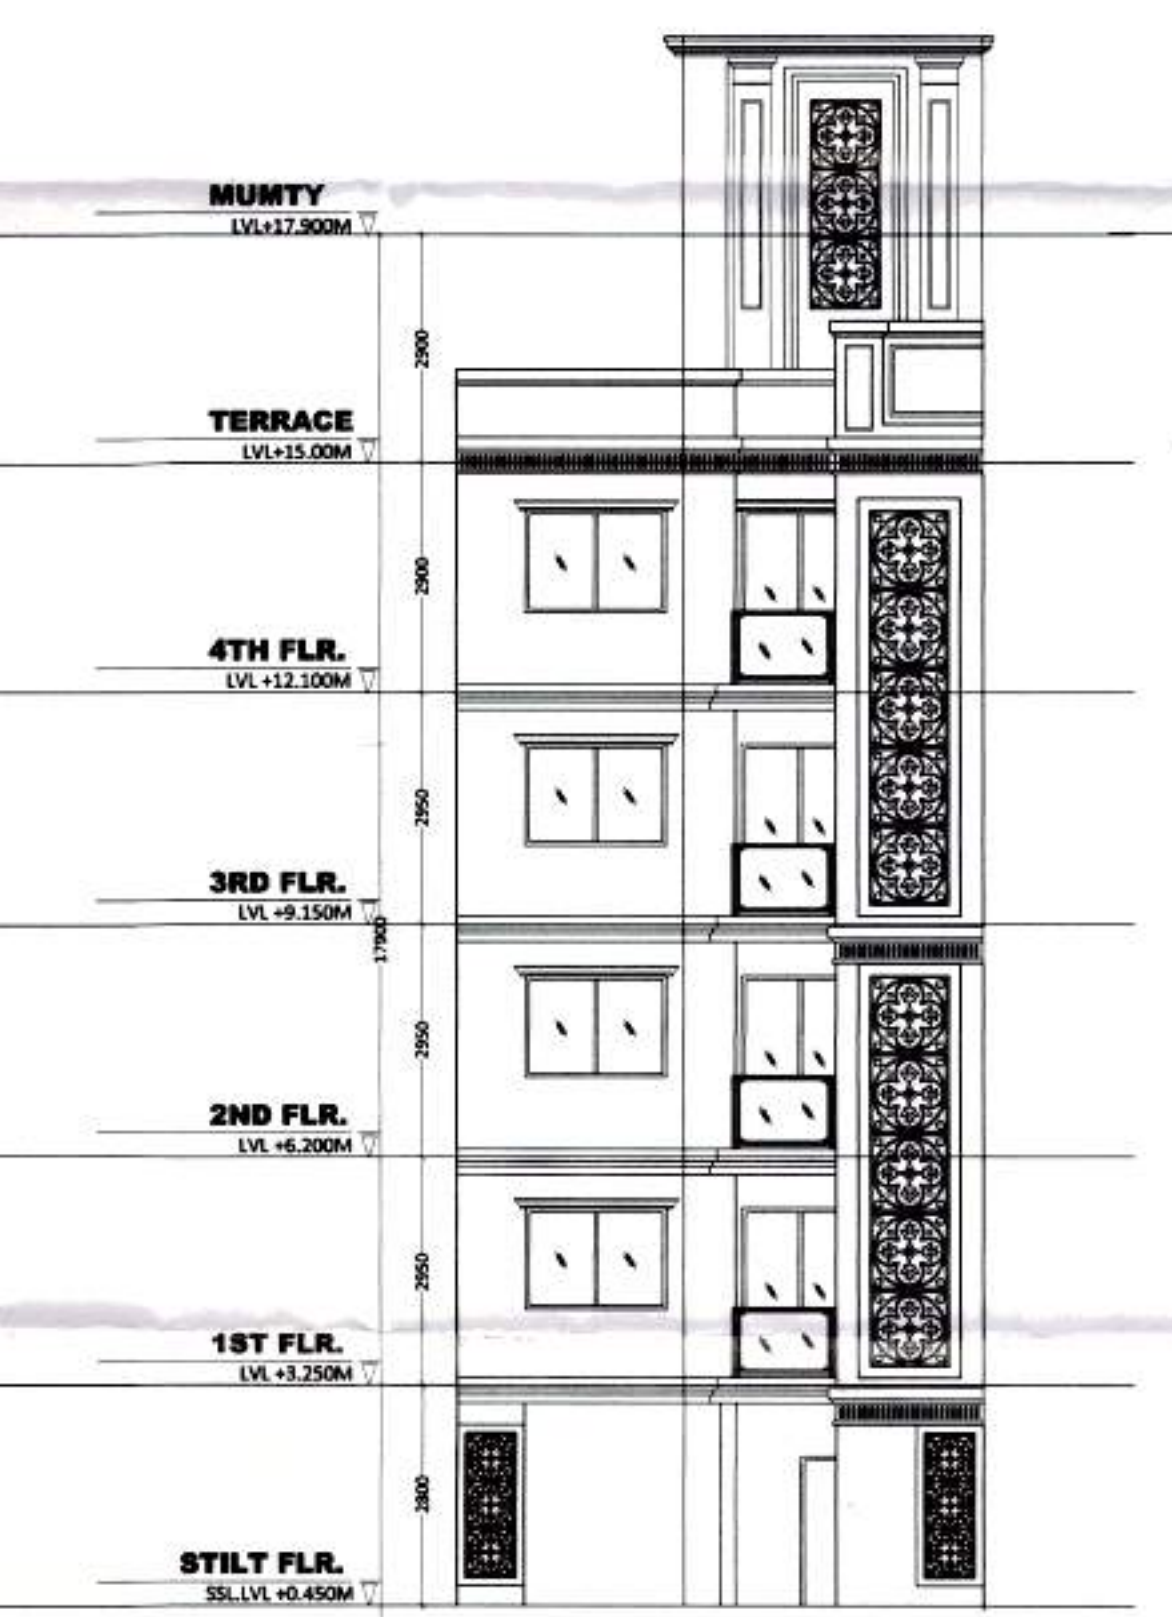 MUMTY
LVL+17.900M
2900
TERRACE
LVL+15.00M
2900
4TH FLR.
LVL +12.100M
2950
3RD FLR.
LVL +9.150M
17900
2950
2ND FLR.
LVL +6.200M
2950
1ST FLR.
LVL +3.250M
2800
STILT FLR.
SSL.LVL +0.450M